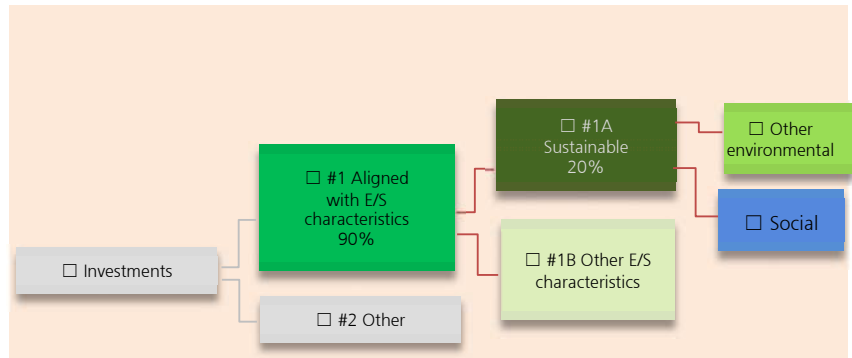 ☐ Investments
☐ #1 Aligned
with E/S
characteristics
90%
☐ #2 Other
☐ #1A
Sustainable
20%
☐ #1B Other E/S
characteristics
☐ Other
environmental
☐ Social